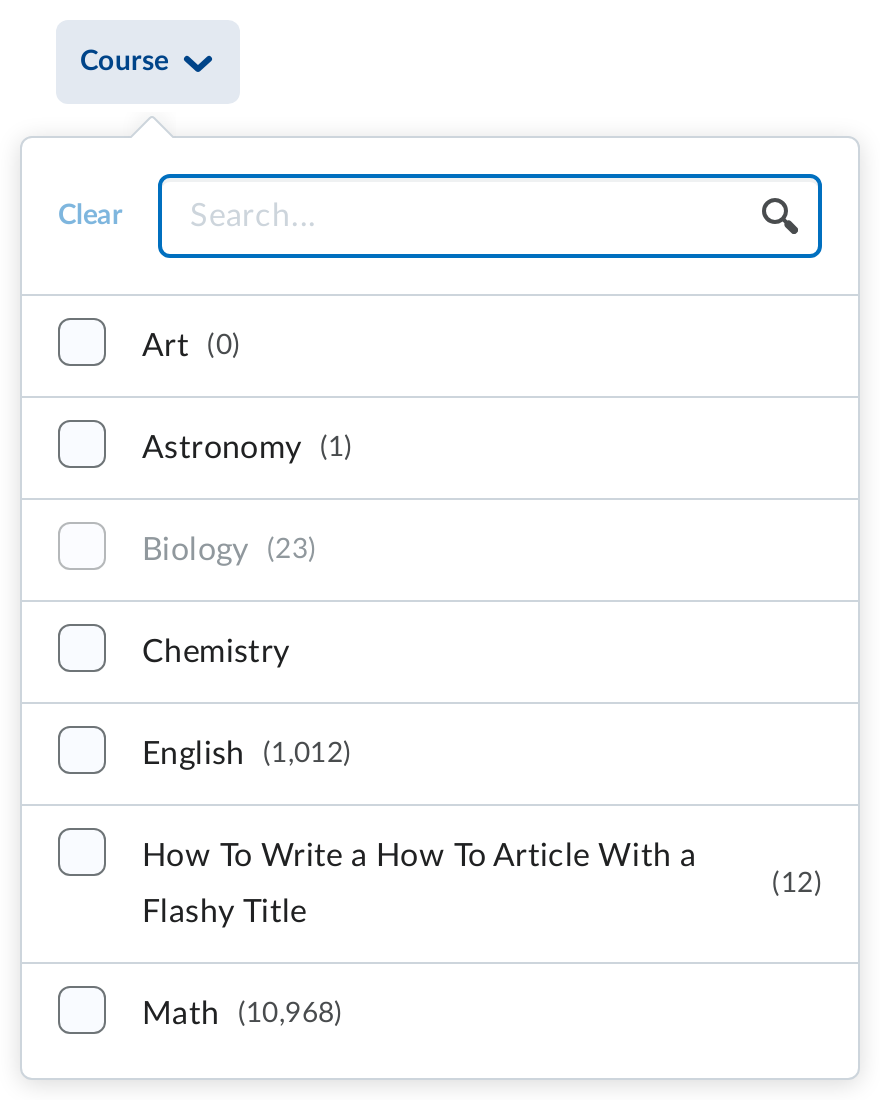 Course
Clear
Search...
Art (0)
Astronomy (1)
Biology (23)
Chemistry
English (1,012)
How To Write a How To Article With a
Flashy Title
(12)
Math (10,968)